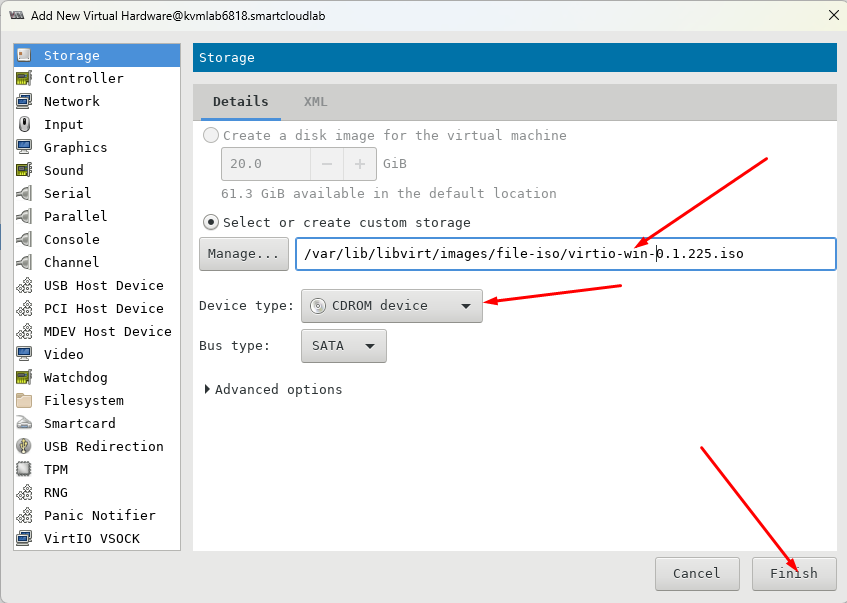 Add New Virtual Hardware@kvmlab6818.smartcloudlab
Storage
Controller
Network
Input
Graphics
Sound
Serial
Parallel
Console
Channel
USB Host Device
PCI Host Device
MDEV Host Device
Video
Watchdog
Filesystem
Smartcard
USB Redirection
TPM
RNG
Panic Notifier
VirtIO VSOCK
Storage
Details XML
Create a disk image for the virtual machine
20.0 − + GiB
61.3 GiB available in the default location
Select or create custom storage
Manage... /var/lib/libvirt/images/file-iso/virtio-win-0.1.225.iso
Device type: CDROM device
Bus type: SATA
Advanced options
Cancel Finish